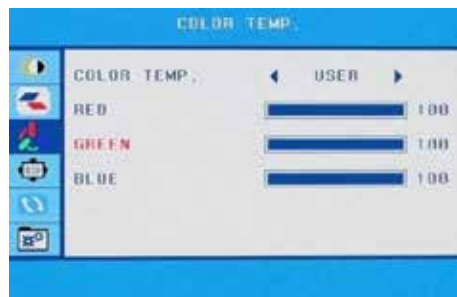 COLOR TEMP.
COLOR TEMP. USER
RED 100
GREEN 100
BLUE 100